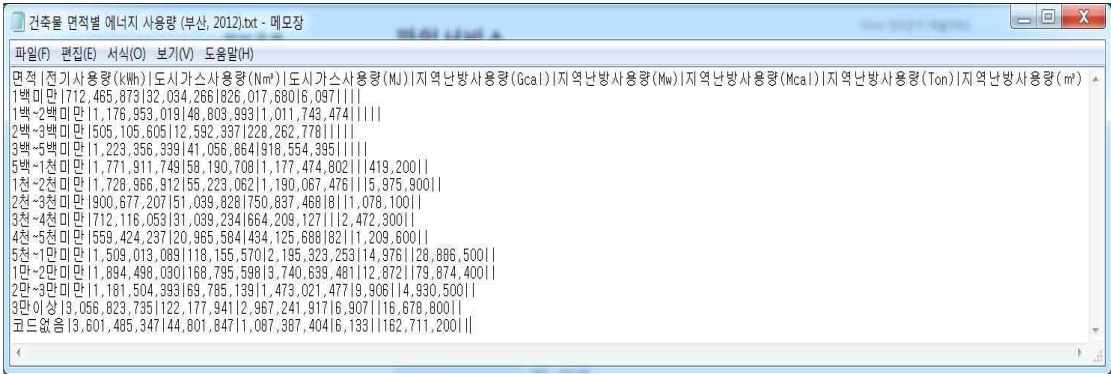 건축물 면적별 에너지 사용량 (부산, 2012).txt - 메모장
파일(F) 편집(E) 서식(O) 보기(V) 도움말(H)
면적|전기사용량(kWh)|도시가스사용량(N㎥)|도시가스사용량(MJ)|지역난방사용량(Gcal)|지역난방사용량(Mw)|지역난방사용량(Mcal)|지역난방사용량(Ton)|지역난방사용량(㎥)
1백미만|712,465,873|32,034,266|826,017,680|6,097||||
1백~2백미만|1,176,953,019|48,803,993|1,011,743,474|||||
2백~3백미만|505,105,605|12,592,337|228,262,778|||||
3백~5백미만|1,223,356,339|41,056,864|918,554,395|||||
5백~1천미만|1,771,911,749|58,190,708|1,177,474,802|||419,200||
1천~2천미만|1,728,966,912|55,223,062|1,190,067,476|||5,975,900||
2천~3천미만|900,677,207|51,039,828|750,837,468|8||1,078,100||
3천~4천미만|712,116,053|31,039,234|664,209,127|||2,472,300||
4천~5천미만|559,424,237|20,965,584|434,125,688|82||1,209,600||
5천~1만미만|1,509,013,089|118,155,570|2,195,323,253|14,976||28,886,500||
1만~2만미만|1,894,498,030|168,795,598|3,740,639,481|12,872||79,874,400||
2만~3만미만|1,181,504,393|69,785,139|1,473,021,477|9,906||4,930,500||
3만이상|3,056,823,735|122,177,941|2,967,241,917|6,907||16,678,800||
코드없음|3,601,485,347|44,801,847|1,087,387,404|6,133||162,711,200||